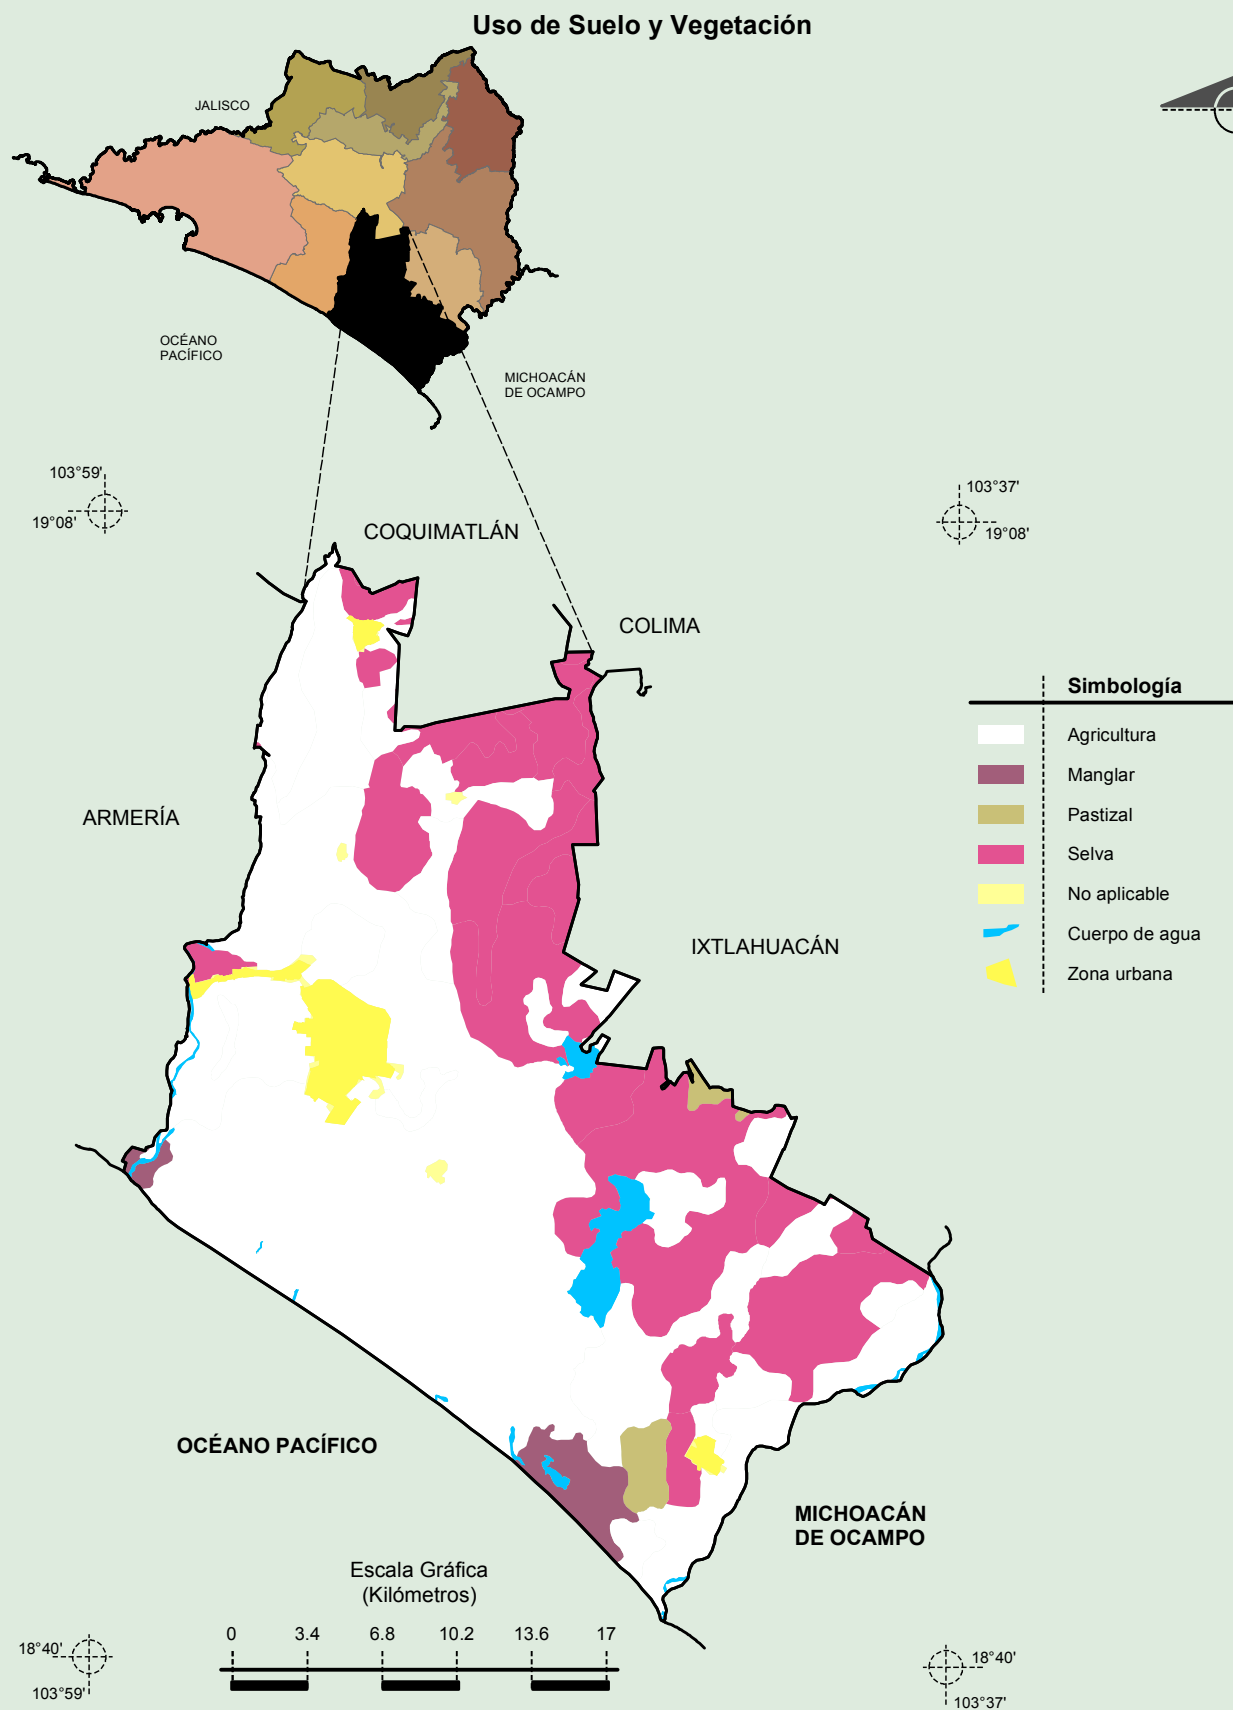 Uso de Suelo y Vegetación
JALISCO
OCÉANO
PACÍFICO
MICHOACÁN
DE OCAMPO
103°59'
19°08'
103°37'
19°08'
COQUIMATLÁN
COLIMA
ARMERÍA
IXTLAHUACÁN
Simbología
Agricultura
Manglar
Pastizal
Selva
No aplicable
Cuerpo de agua
Zona urbana
OCÉANO PACÍFICO
MICHOACÁN
DE OCAMPO
Escala Gráfica
(Kilómetros)
0 3.4 6.8 10.2 13.6 17
18°40'
103°59'
18°40'
103°37'